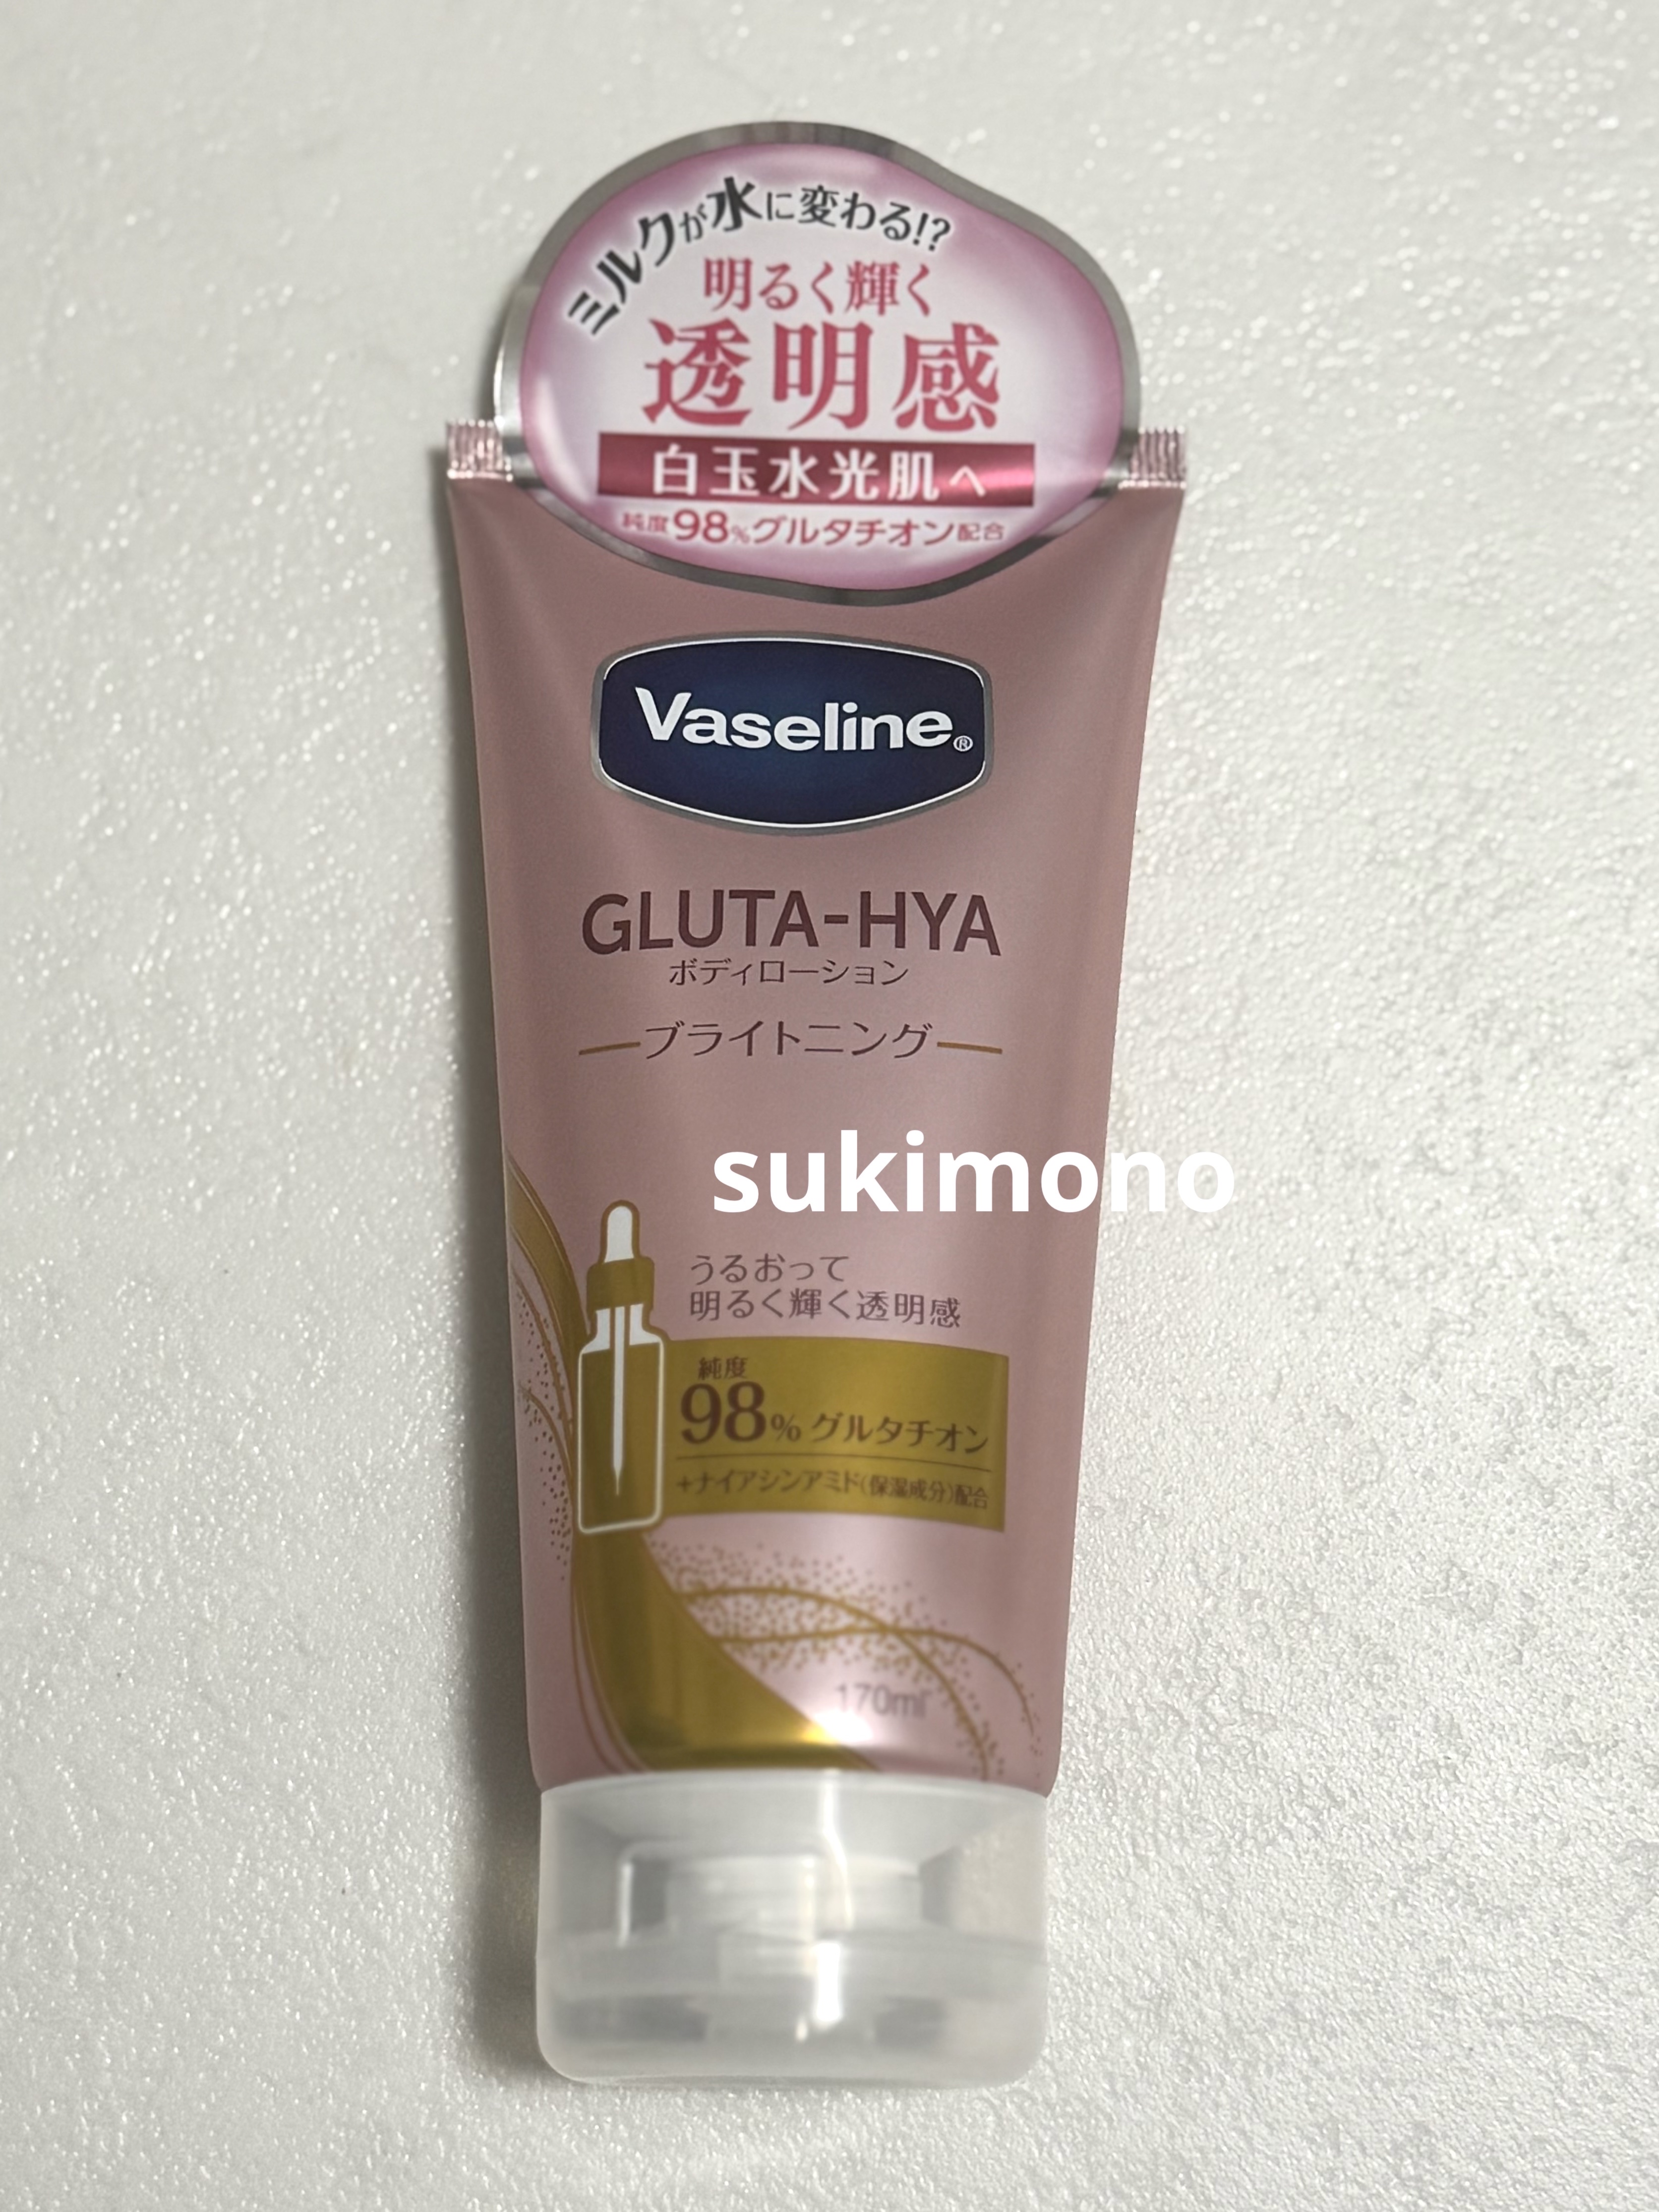 ミルクが水に変わる!?
明るく輝く
透明感
白玉水光肌へ
純度98%グルタチオン配合
Vaseline®
GLUTA-HYA
ボディローション
ブライトニング
sukimono
うるおって
明るく輝く透明感
純度
98% グルタチオン
+ナイアシンアミド(保湿成分)配合
170ml